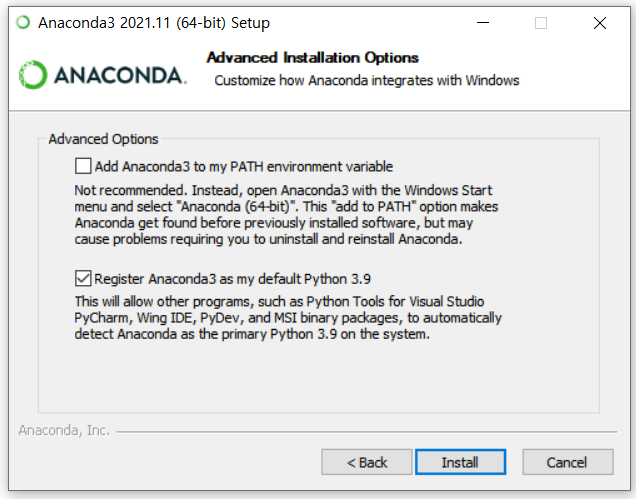 Anaconda3 2021.11 (64-bit) Setup
ANACONDA.
Advanced Installation Options
Customize how Anaconda integrates with Windows
Advanced Options
Add Anaconda3 to my PATH environment variable
Not recommended. Instead, open Anaconda3 with the Windows Start
menu and select "Anaconda (64-bit)". This "add to PATH" option makes
Anaconda get found before previously installed software, but may
cause problems requiring you to uninstall and reinstall Anaconda.
Register Anaconda3 as my default Python 3.9
This will allow other programs, such as Python Tools for Visual Studio
PyCharm, Wing IDE, PyDev, and MSI binary packages, to automatically
detect Anaconda as the primary Python 3.9 on the system.
Anaconda, Inc.
< Back
Install
Cancel